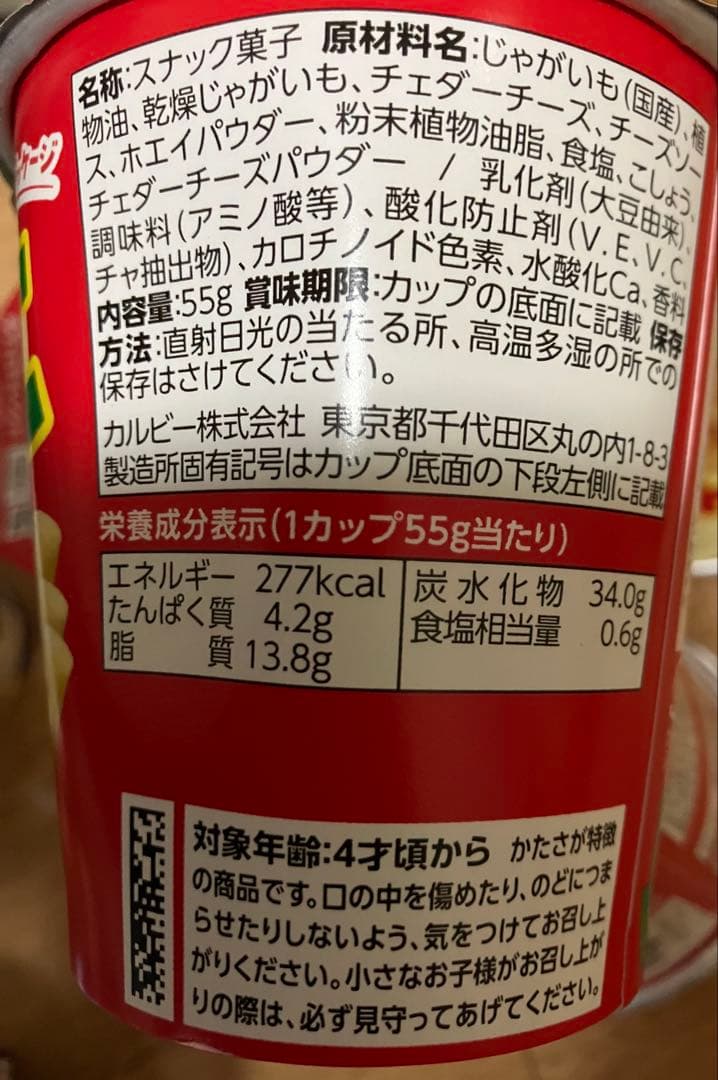 名称:スナック菓子 原材料名:じゃがいも(国産)、植
物油、乾燥じゃがいも、チェダーチーズ、チーズソー
ス、ホエイパウダー、粉末植物油脂、食塩、こしょう、
チェダーチーズパウダー / 乳化剤(大豆由来)、
調味料(アミノ酸等)、酸化防止剤(V.E、V.C、
チャ抽出物)、カロチノイド色素、水酸化Ca、香料
内容量:55g 賞味期限:カップの底面に記載 保存
方法:直射日光の当たる所、高温多湿の所での
保存はさけてください。
カルビー株式会社 東京都千代田区丸の内1-8-3
製造所固有記号はカップ底面の下段左側に記載
栄養成分表示(1カップ55g当たり)
エネルギー 277kcal
たんぱく質 4.2g
脂質 13.8g
炭水化物 34.0g
食塩相当量 0.6g
対象年齢:4才頃から かたさが特徴
の商品です。口の中を傷めたり、のどにつま
らせたりしないよう、気をつけてお召し上
がりください。小さなお子様がお召し上が
りの際は、必ず見守ってあげてください。